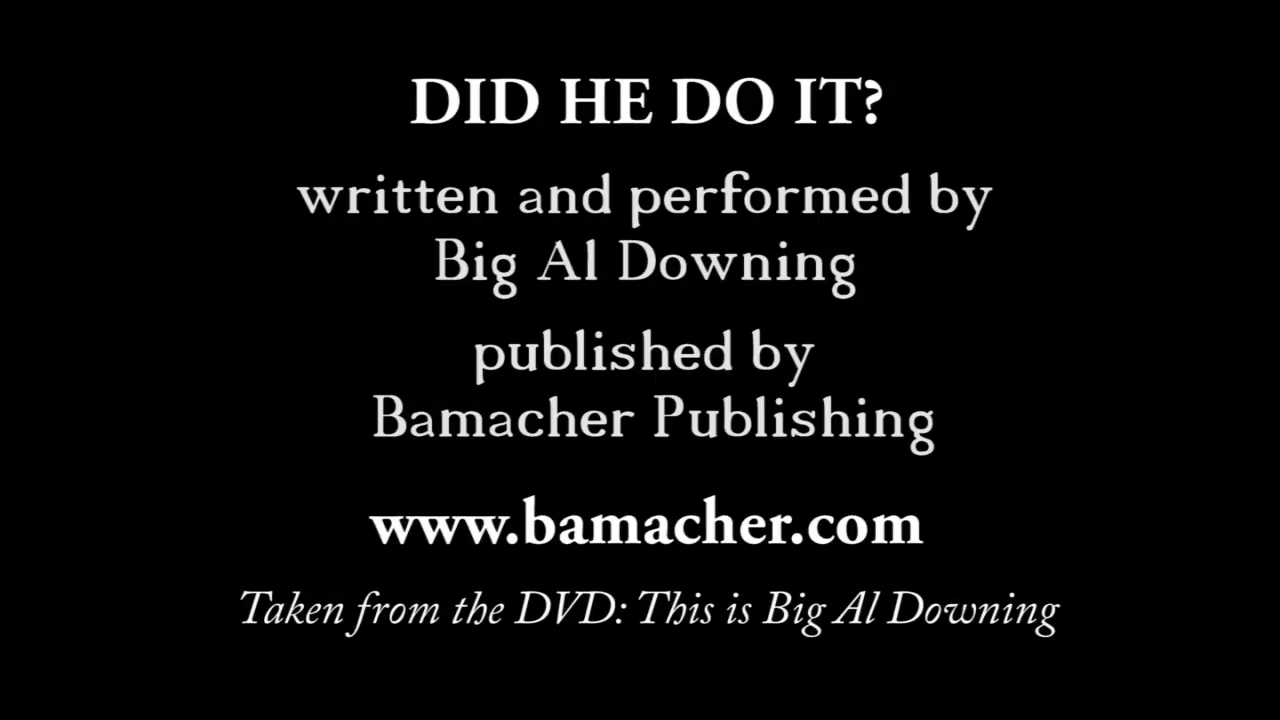 DID HE DO IT?
written and performed by
Big Al Downing
published by
Bamacher Publishing
www.bamacher.com
Taken from the DVD: This is Big Al Downing